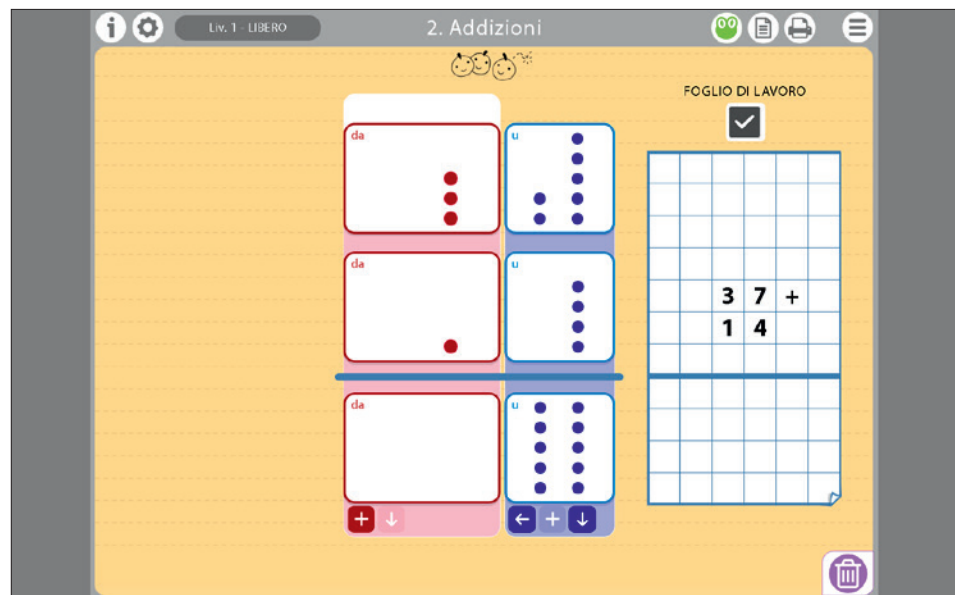 Liv. 1 - LIBERO
2. Addizioni
FOGLIO DI LAVORO
da
u
da
u
3 7 +
1 4
da
u